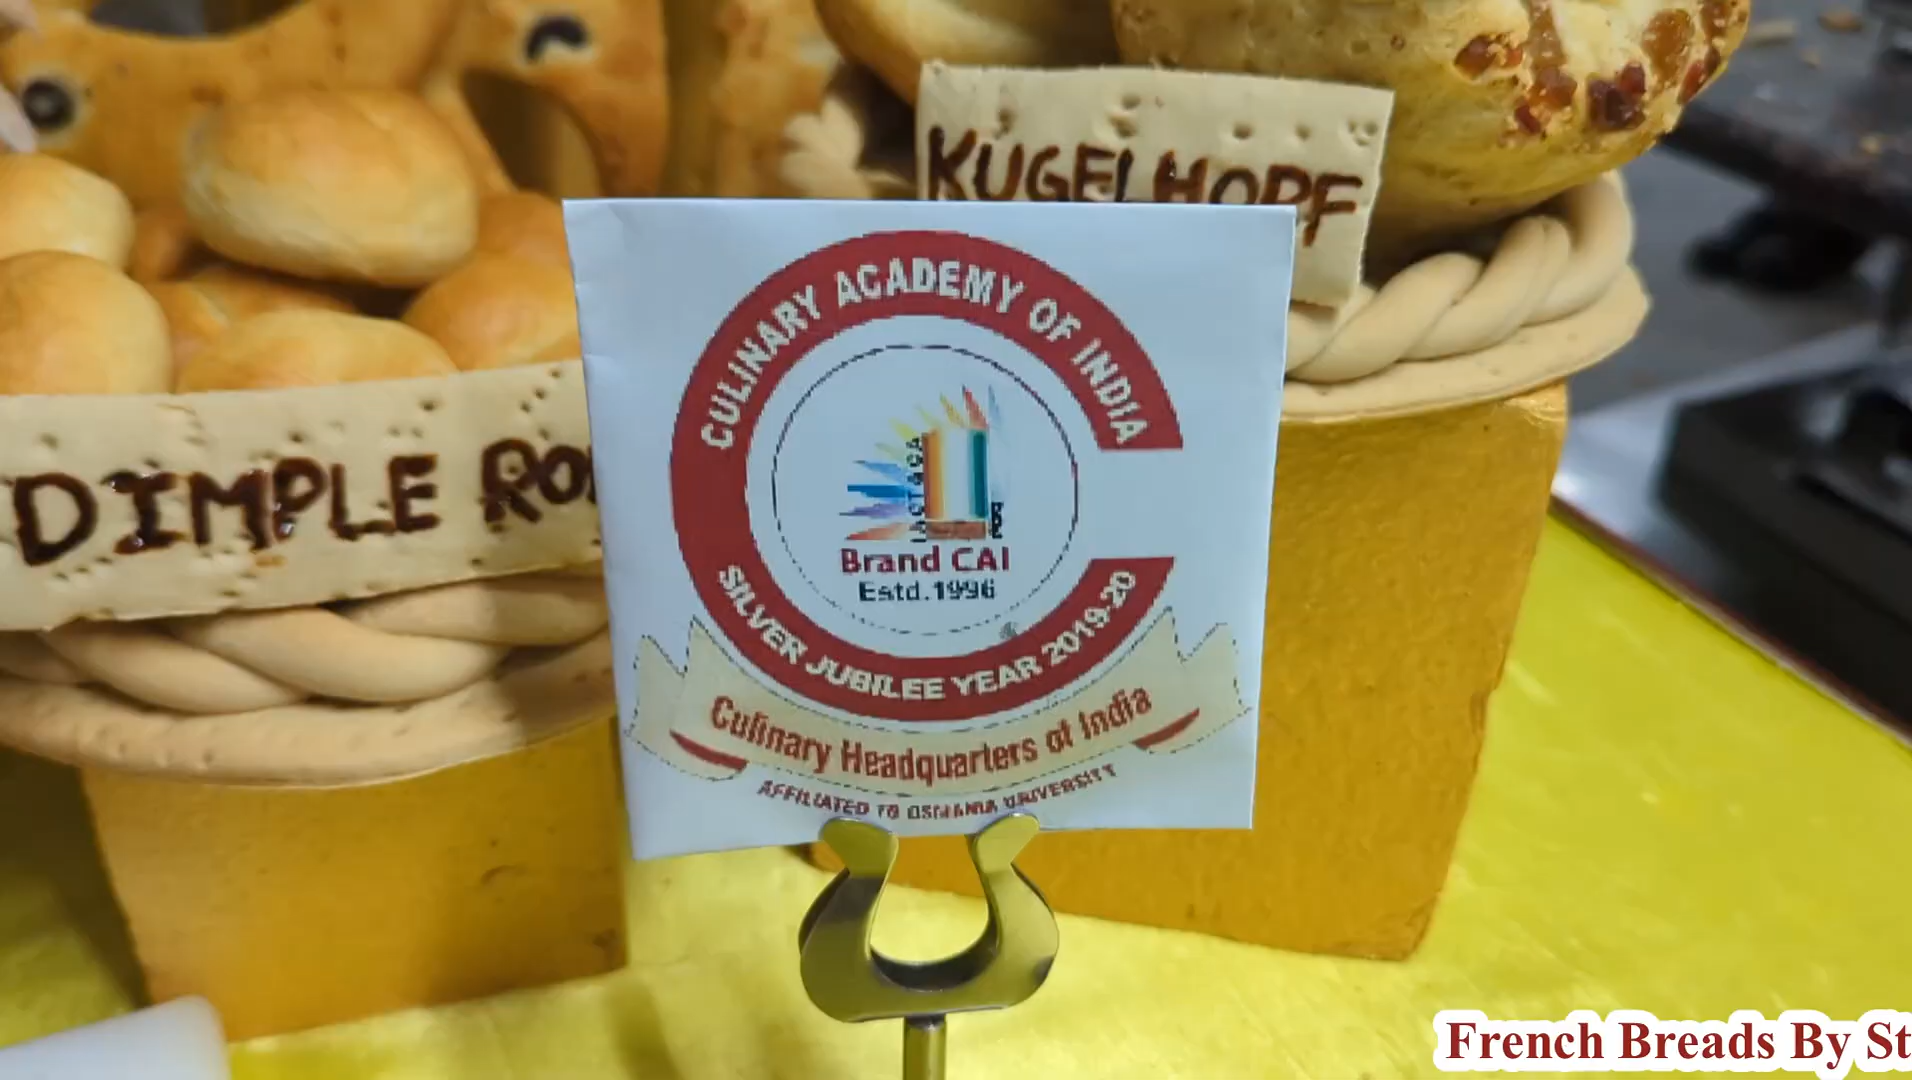 KUGELHOPF
DIMPLE RO
CULINARY ACADEMY OF INDIA
Brand CAI
Estd.1996
SILVER JUBILEE YEAR 2019-20
Culinary Headquarters of India
AFFILIATED TO OSMANIA UNIVERSITY
French Breads By St